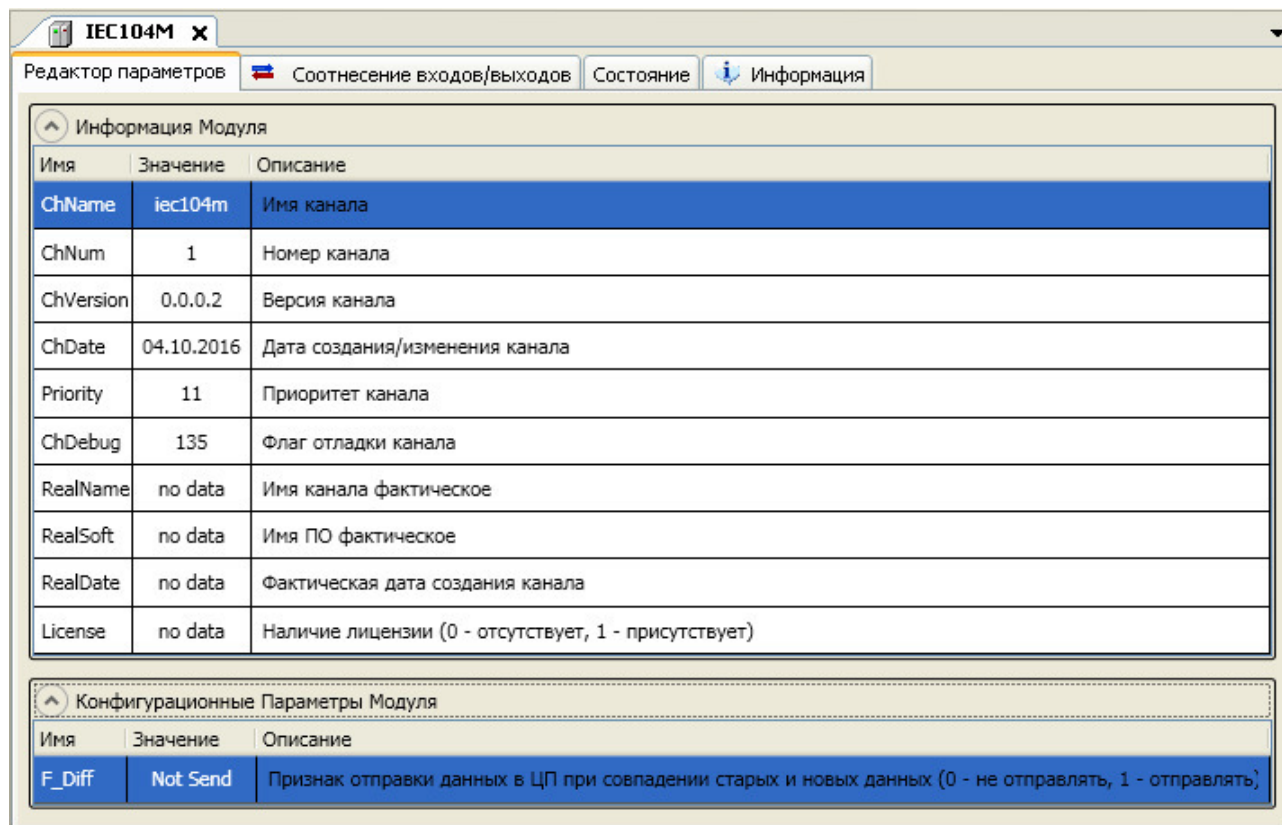 IEC104M
Редактор параметров Соотнесение входов/выходов Состояние Информация
Информация Модуля
Имя Значение Описание
ChName iec104m Имя канала
ChNum 1 Номер канала
ChVersion 0.0.0.2 Версия канала
ChDate 04.10.2016 Дата создания/изменения канала
Priority 11 Приоритет канала
ChDebug 135 Флаг отладки канала
RealName no data Имя канала фактическое
RealSoft no data Имя ПО фактическое
RealDate no data Фактическая дата создания канала
License no data Наличие лицензии (0 - отсутствует, 1 - присутствует)
Конфигурационные Параметры Модуля
Имя Значение Описание
F_Diff Not Send Признак отправки данных в ЦП при совпадении старых и новых данных (0 - не отправлять, 1 - отправлять)